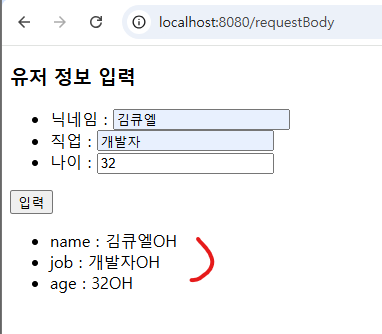 localhost:8080/requestBody
유저 정보 입력
닉네임 : 김큐엘
직업 : 개발자
나이 : 32
입력
name : 김큐엘OH
job : 개발자OH
age : 32OH